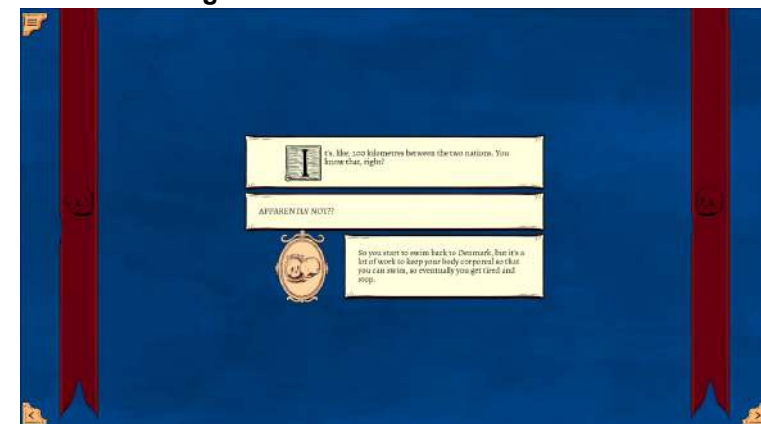 It's, like, 500 kilometres between the two nations. You
know that, right?
APPARENTLY NOT??
So you start to swim back to Denmark, but it's a
lot of work to keep your body corporeal so that
you can swim, so eventually you get tired and
stop.